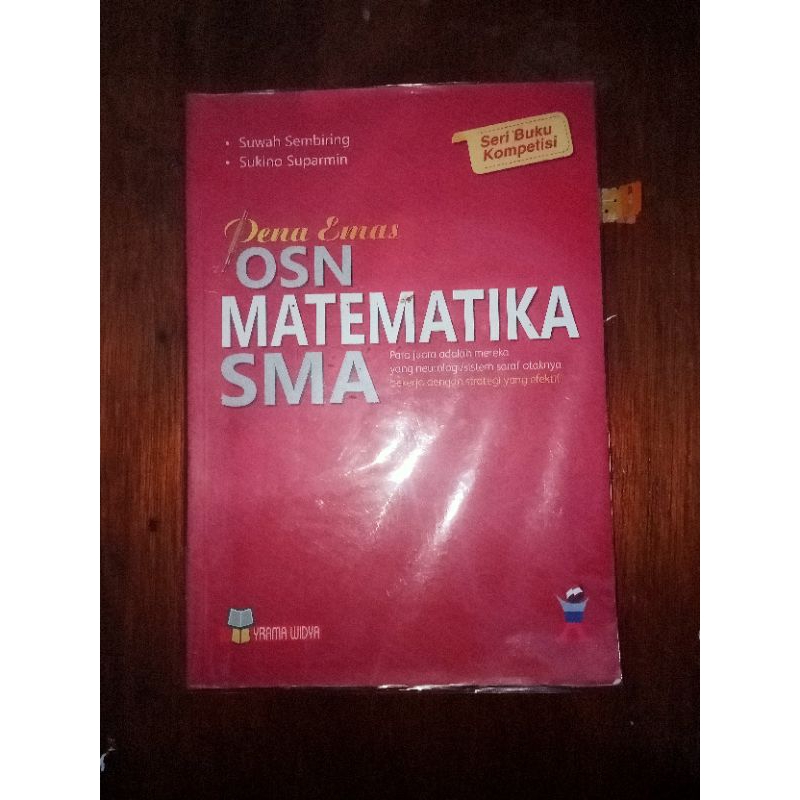 • Suwah Sembiring
• Sukino Suparmin
Seri Buku
Kompetisi
Pena Emas
OSN
MATEMATIKA
SMA
Para juara adalah mereka
yang neurologusistem saraf otaknya
bekerja dengan strategi yang efektif
YRAMA WIDYA